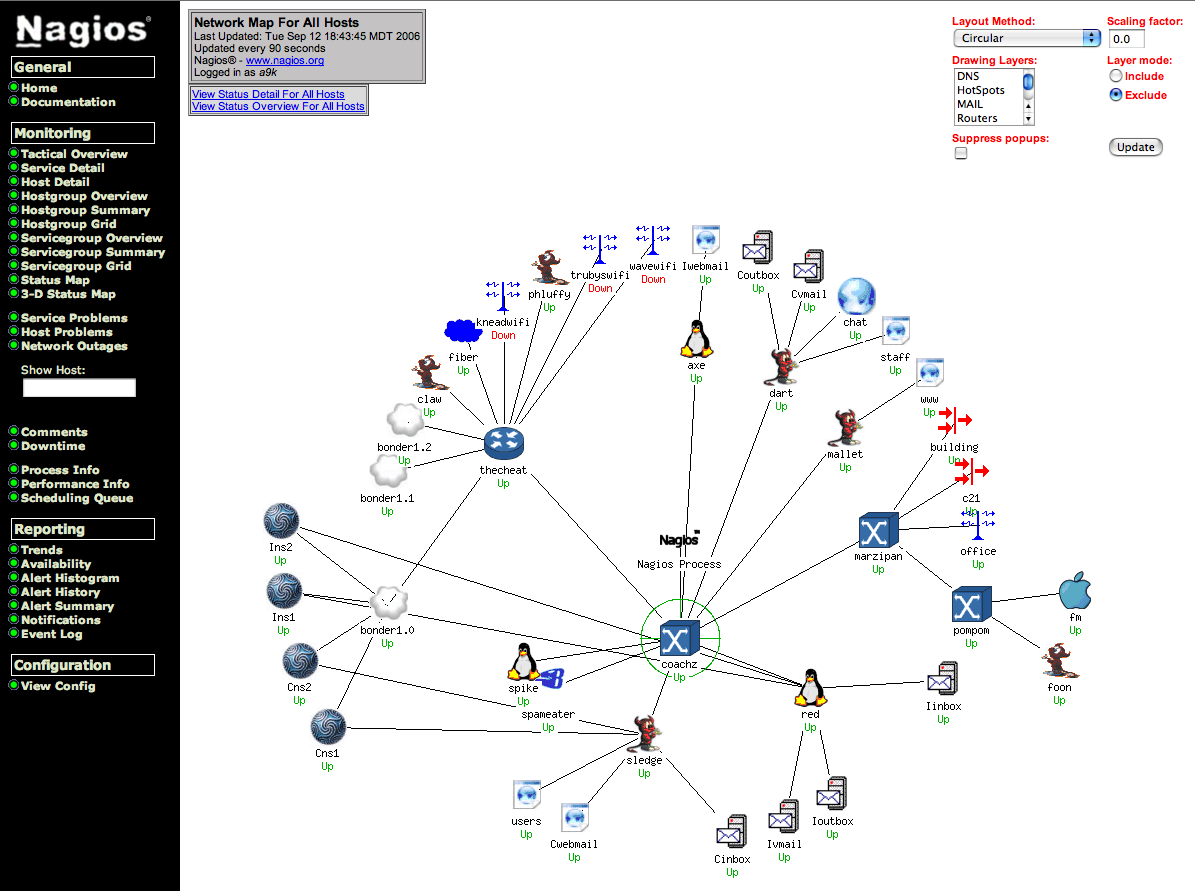 Nagios®
General
Home
Documentation
Monitoring
Tactical Overview
Service Detail
Host Detail
Hostgroup Overview
Hostgroup Summary
Hostgroup Grid
Servicegroup Overview
Servicegroup Summary
Servicegroup Grid
Status Map
3-D Status Map
Service Problems
Host Problems
Network Outages
Show Host:
Comments
Downtime
Process Info
Performance Info
Scheduling Queue
Reporting
Trends
Availability
Alert Histogram
Alert History
Alert Summary
Notifications
Event Log
Configuration
View Config
Network Map For All Hosts
Last Updated: Tue Sep 12 18:43:45 MDT 2006
Updated every 90 seconds
Nagios® - www.nagios.org
Logged in as a9k
View Status Detail For All Hosts
View Status Overview For All Hosts
Layout Method:
Circular
Scaling factor:
0.0
Drawing Layers:
DNS
HotSpots
MAIL
Routers
Layer mode:
Include
Exclude
Suppress popups:
Update
trubyswifi
Down
wavewifi
Down
Iwebmail
Up
Coutbox
Up
Cvmail
Up
phluffy
Up
kneadwifi
Down
chat
Up
fiber
Up
staff
Up
axe
Up
dart
Up
claw
Up
www
Up
bonder1.2
Up
mallet
Up
building
Up
thecheat
Up
bonder1.1
Up
c21
Up
Ins2
Up
Nagios™
Nagios Process
marzipan
Up
office
Up
Ins1
Up
bonder1.0
Up
pompom
Up
fm
Up
coachz
Up
Cns2
Up
spike
Up
foon
Up
spameater
Up
red
Up
Iinbox
Up
Cns1
Up
sledge
Up
users
Up
Cwebmail
Up
Cinbox
Up
Ivmail
Up
Ioutbox
Up